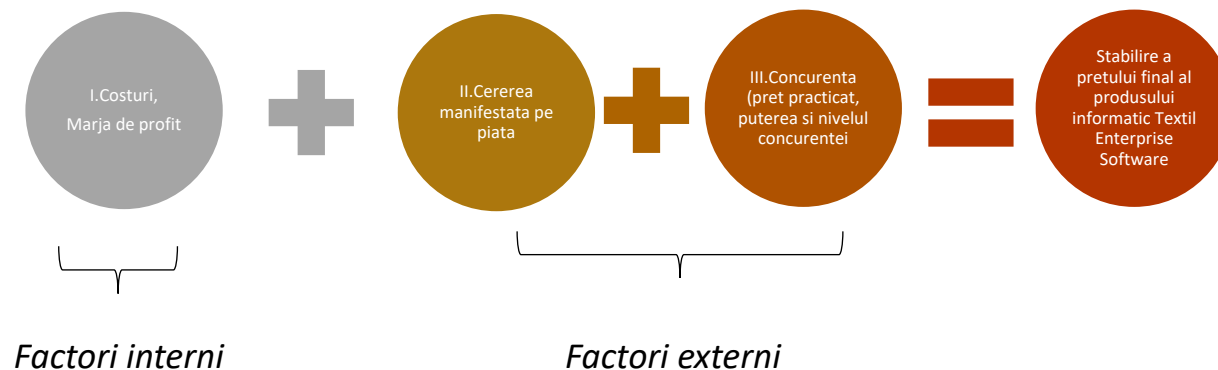 I.Costuri,
Marja de profit
II.Cererea
manifestata pe
piata
III.Concurenta
(pret practicat,
puterea si nivelul
concurentei
Stabilire a
pretului final al
produsului
informatic Textil
Enterprise
Software
Factori interni
Factori externi